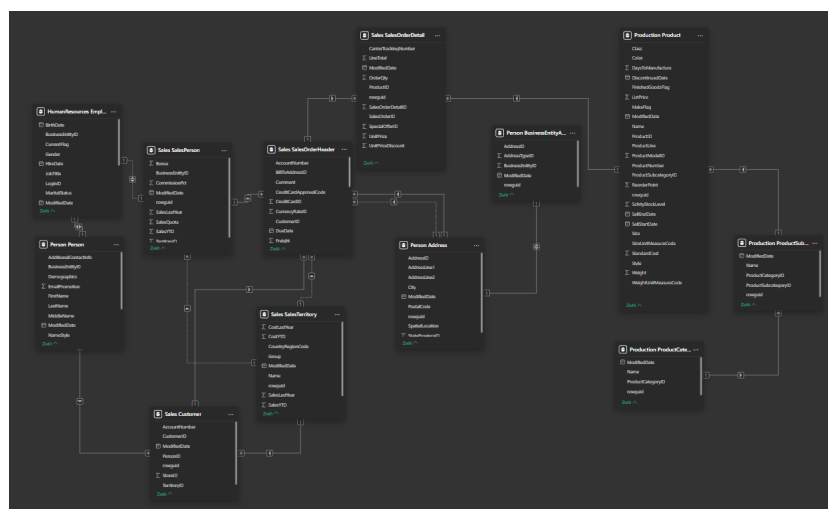 Sales SalesOrderDetail ...
CarrierTrackingNumber
LineTotal
ModifiedDate
OrderQty
ProductID
rowguid
SalesOrderDetailID
SalesOrderID
SpecialOfferID
UnitPrice
UnitPriceDiscount
Zwiń
Production Product ...
Class
Color
DaysToManufacture
DiscontinuedDate
FinishedGoodsFlag
ListPrice
MakeFlag
ModifiedDate
Name
ProductID
ProductLine
ProductModelID
ProductNumber
ProductSubcategoryID
ReorderPoint
rowguid
SafetyStockLevel
SellEndDate
SellStartDate
Size
SizeUnitMeasureCode
StandardCost
Style
Weight
WeightUnitMeasureCode
Zwiń
HumanResources Empl... ...
BirthDate
BusinessEntityID
CurrentFlag
Gender
HireDate
JobTitle
LoginID
MaritalStatus
ModifiedDate
Zwiń
Sales SalesPerson ...
Bonus
BusinessEntityID
CommissionPct
ModifiedDate
rowguid
SalesLastYear
SalesQuota
SalesYTD
TerritoryID
Zwiń
Sales SalesOrderHeader ...
AccountNumber
BillToAddressID
Comment
CreditCardApprovalCode
CreditCardID
CurrencyRateID
CustomerID
DueDate
Freight
Zwiń
Person BusinessEntityA... ...
AddressID
AddressTypeID
BusinessEntityID
ModifiedDate
rowguid
Zwiń
Person Person ...
AdditionalContactInfo
BusinessEntityID
Demographics
EmailPromotion
FirstName
LastName
MiddleName
ModifiedDate
NameStyle
Zwiń
Person Address ...
AddressID
AddressLine1
AddressLine2
City
ModifiedDate
PostalCode
rowguid
SpatialLocation
StateProvinceID
Zwiń
Production ProductSub... ...
ModifiedDate
Name
ProductCategoryID
ProductSubcategoryID
rowguid
Zwiń
Sales SalesTerritory ...
CostLastYear
CostYTD
CountryRegionCode
Group
ModifiedDate
Name
rowguid
SalesLastYear
SalesYTD
Zwiń
Production ProductCate... ...
ModifiedDate
Name
ProductCategoryID
rowguid
Zwiń
Sales Customer ...
AccountNumber
CustomerID
ModifiedDate
PersonID
rowguid
StoreID
TerritoryID
Zwiń